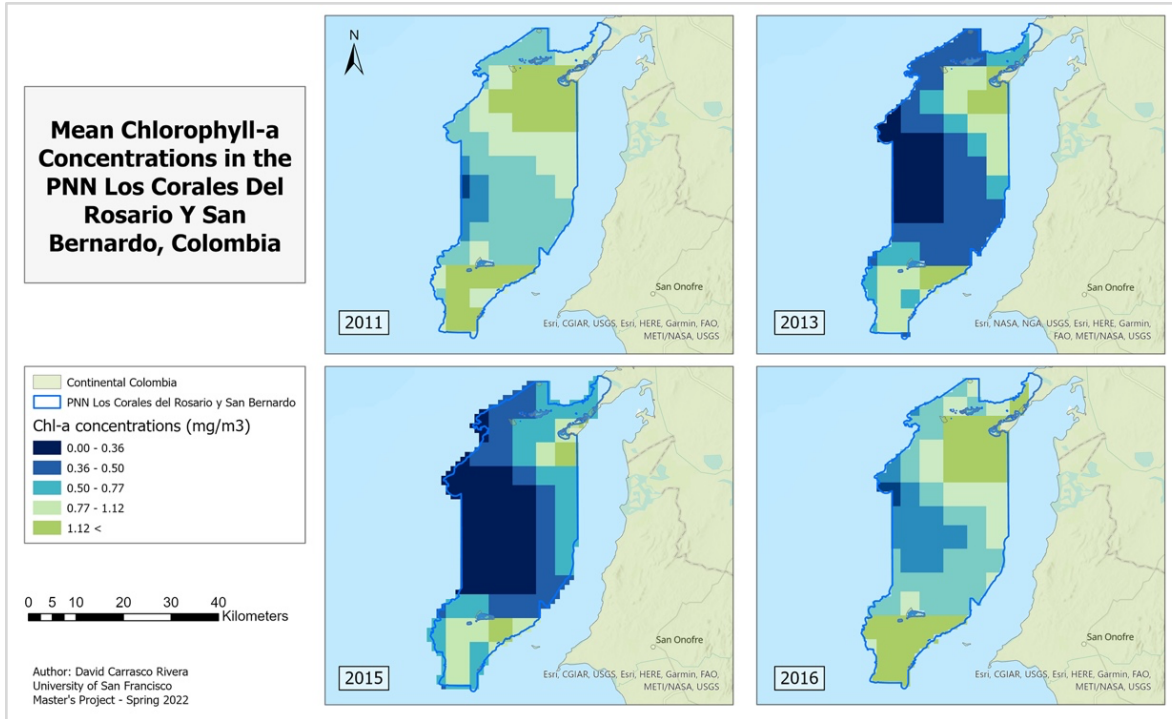 Mean Chlorophyll-a
Concentrations in the
PNN Los Corales Del
Rosario Y San
Bernardo, Colombia
Continental Colombia
PNN Los Corales del Rosario y San Bernardo
Chl-a concentrations (mg/m3)
0.00 - 0.36
0.36 - 0.50
0.50 - 0.77
0.77 - 1.12
1.12 <
0 5 10 20 30 40
Kilometers
Author: David Carrasco Rivera
University of San Francisco
Master's Project - Spring 2022
N
San Onofre
2011
Esri, CGIAR, USGS, Esri, HERE, Garmin, FAO,
METI/NASA, USGS
San Onofre
2013
Esri, NASA, NGA, USGS, Esri, HERE, Garmin,
FAO, METI/NASA, USGS
San Onofre
2015
Esri, CGIAR, USGS, Esri, HERE, Garmin, FAO,
METI/NASA, USGS
San Onofre
2016
Esri, CGIAR, USGS, Esri, HERE, Garmin, FAO,
METI/NASA, USGS